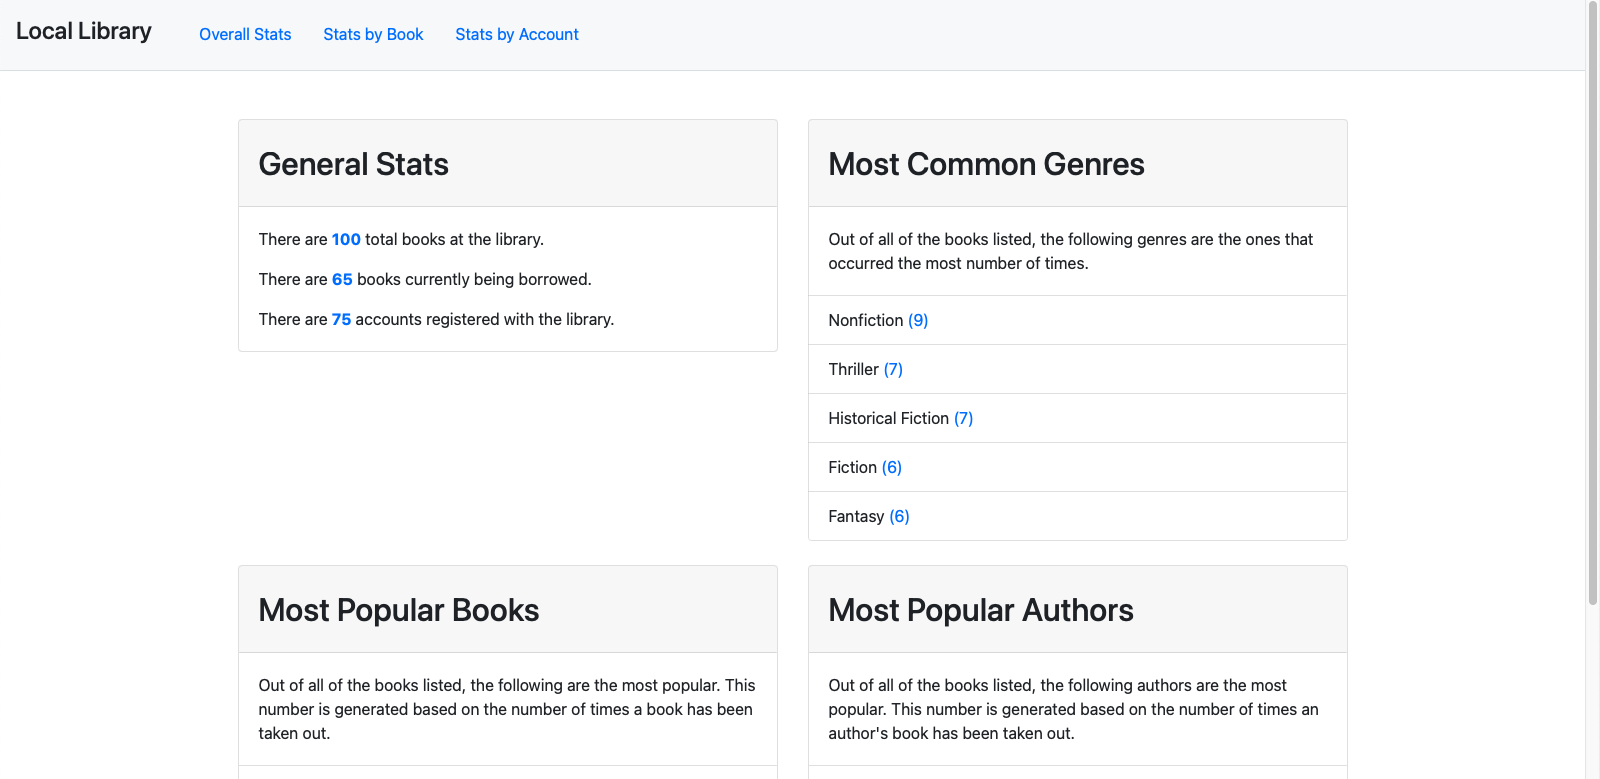 Local Library
Overall Stats
Stats by Book
Stats by Account
General Stats
There are 100 total books at the library.
There are 65 books currently being borrowed.
There are 75 accounts registered with the library.
Most Common Genres
Out of all of the books listed, the following genres are the ones that
occurred the most number of times.
Nonfiction (9)
Thriller (7)
Historical Fiction (7)
Fiction (6)
Fantasy (6)
Most Popular Books
Out of all of the books listed, the following are the most popular. This
number is generated based on the number of times a book has been
taken out.
Most Popular Authors
Out of all of the books listed, the following authors are the most
popular. This number is generated based on the number of times an
author's book has been taken out.